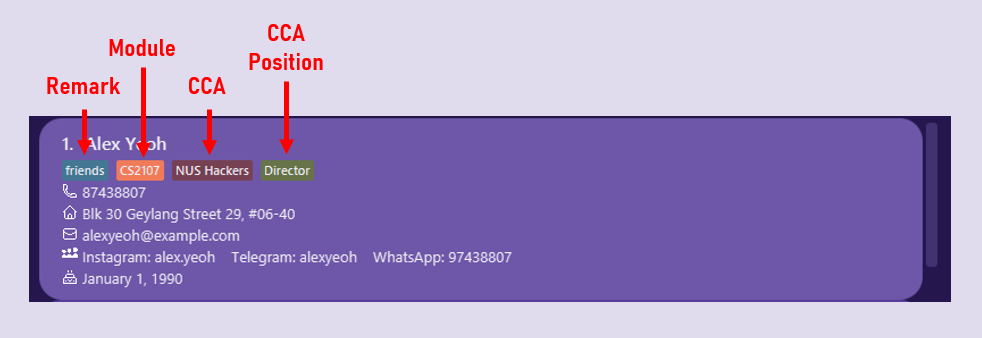 CCA
Position
Module
Remark
CCA
1. Alex Yeoh
friends CS2107 NUS Hackers Director
87438807
Blk 30 Geylang Street 29, #06-40
alexyeoh@example.com
Instagram: alex.yeoh Telegram: alexyeoh WhatsApp: 97438807
January 1, 1990